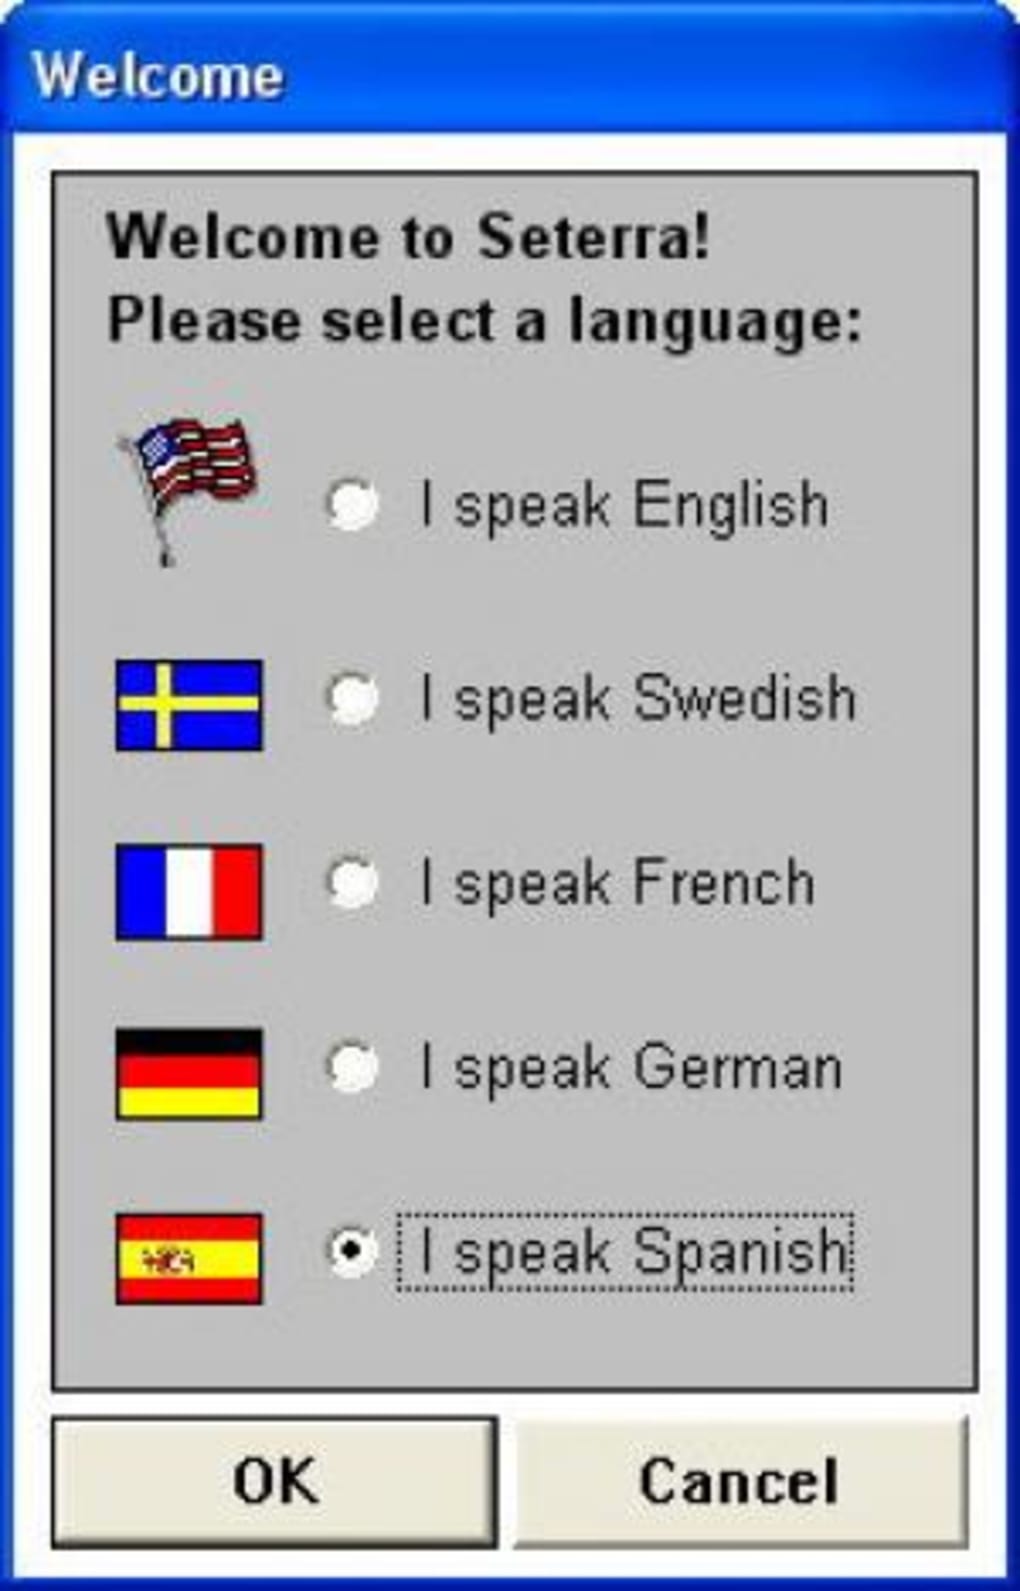 Welcome
Welcome to Seterra!
Please select a language:
I speak English
I speak Swedish
I speak French
I speak German
I speak Spanish
OK
Cancel